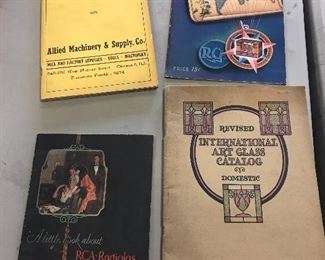 Allied Machinery & Supply Co.
MILL AND FACTORY SUPPLIES - TOOLS - MACHINERY
PRICE 15¢
RG
REVISED
INTERNATIONAL
ART GLASS
CATALOG
DOMESTIC
A little book about
RCA-Radiolas